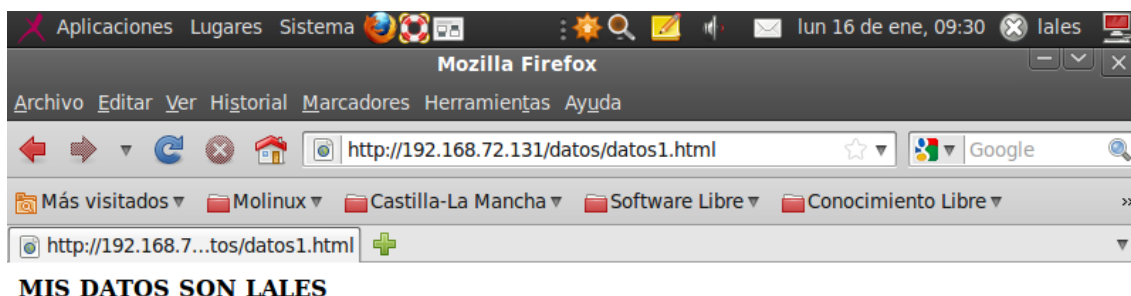 Aplicaciones Lugares Sistema lun 16 de ene, 09:30 lales
Mozilla Firefox
Archivo Editar Ver Historial Marcadores Herramientas Ayuda
http://192.168.72.131/datos/datos1.html Google
Más visitados Molinux Castilla-La Mancha Software Libre Conocimiento Libre »
http://192.168.7...tos/datos1.html
MIS DATOS SON LALES